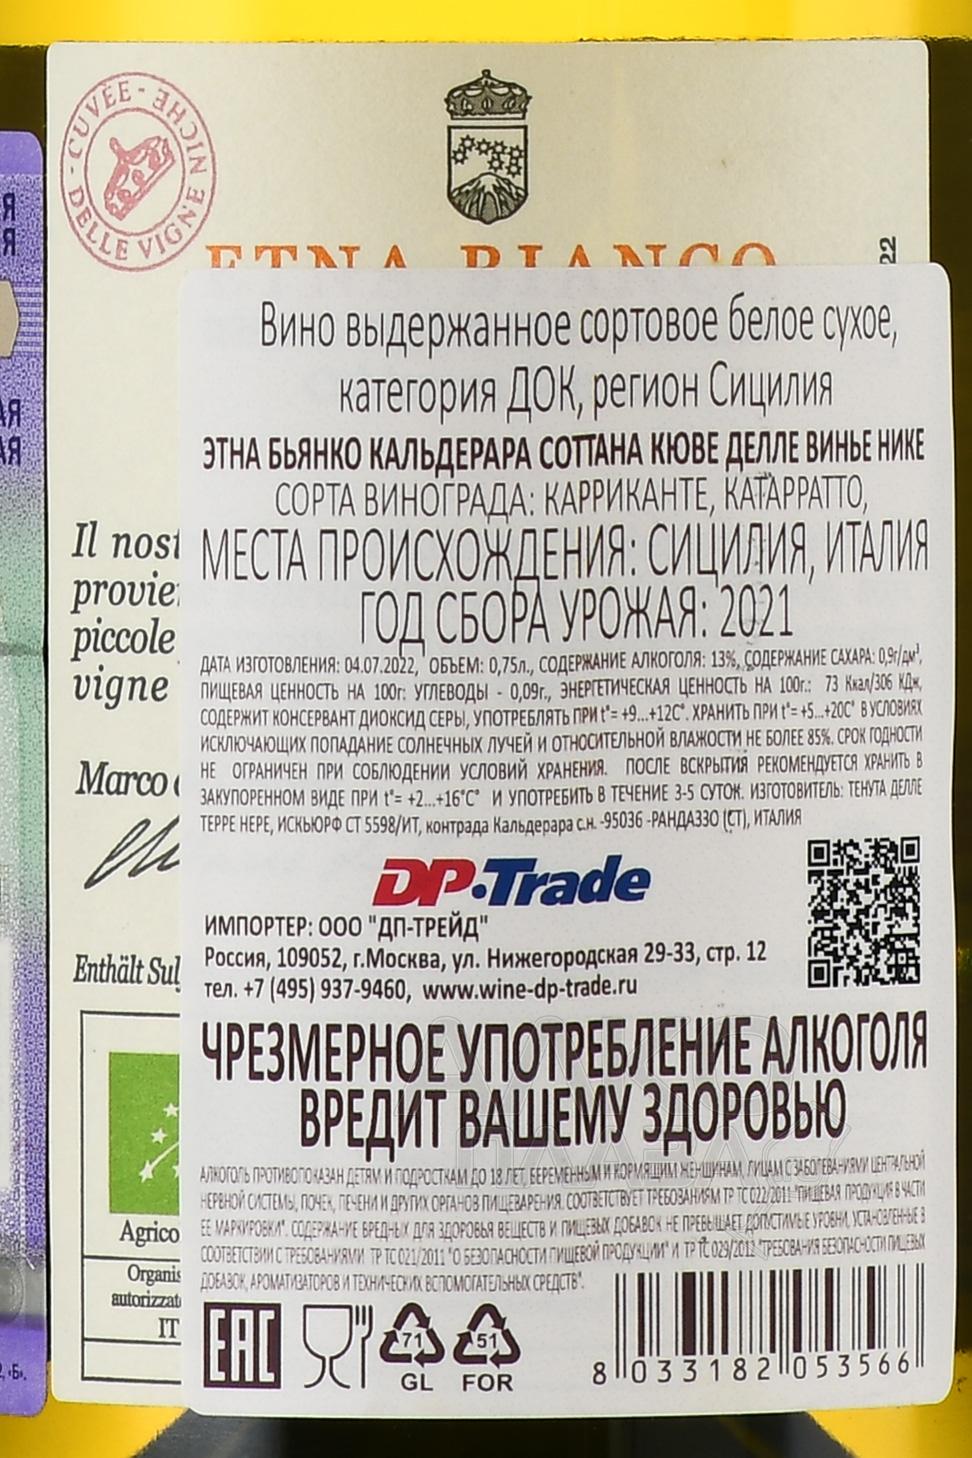 CUVÉE - DELLE VIGNE NICHE -
ETNA BIANCO
22
Я
Я
АЯ
АЯ
Вино выдержанное сортовое белое сухое,
категория ДОК, регион Сицилия
ЭТНА БЬЯНКО КАЛЬДЕРАРА СОТТАНА КЮВЕ ДЕЛЛЕ ВИНЬЕ НИКЕ
СОРТА ВИНОГРАДА: КАРРИКАНТЕ, КАТАРРАТТО,
МЕСТА ПРОИСХОЖДЕНИЯ: СИЦИЛИЯ, ИТАЛИЯ
ГОД СБОРА УРОЖАЯ: 2021
ДАТА ИЗГОТОВЛЕНИЯ: 04.07.2022, ОБЪЕМ: 0,75л., СОДЕРЖАНИЕ АЛКОГОЛЯ: 13%, СОДЕРЖАНИЕ САХАРА: 0,9г/дм³,
ПИЩЕВАЯ ЦЕННОСТЬ НА 100г: УГЛЕВОДЫ - 0,09г., ЭНЕРГЕТИЧЕСКАЯ ЦЕННОСТЬ НА 100г.: 73 Ккал/306 КДж,
СОДЕРЖИТ КОНСЕРВАНТ ДИОКСИД СЕРЫ, УПОТРЕБЛЯТЬ ПРИ t°= +9...+12С°. ХРАНИТЬ ПРИ t°= +5...+20С° В УСЛОВИЯХ
ИСКЛЮЧАЮЩИХ ПОПАДАНИЕ СОЛНЕЧНЫХ ЛУЧЕЙ И ОТНОСИТЕЛЬНОЙ ВЛАЖНОСТИ НЕ БОЛЕЕ 85%. СРОК ГОДНОСТИ
НЕ ОГРАНИЧЕН ПРИ СОБЛЮДЕНИИ УСЛОВИЙ ХРАНЕНИЯ. ПОСЛЕ ВСКРЫТИЯ РЕКОМЕНДУЕТСЯ ХРАНИТЬ В
ЗАКУПОРЕННОМ ВИДЕ ПРИ t°= +2...+16°С° И УПОТРЕБИТЬ В ТЕЧЕНИЕ 3-5 СУТОК. ИЗГОТОВИТЕЛЬ: ТЕНУТА ДЕЛЛЕ
ТЕРРЕ НЕРЕ, ИСКЬЮРФ СТ 5598/ИТ, контрада Кальдерара с.н. -95036 -РАНДАЗЗО (СТ), ИТАЛИЯ
DP·Trade
ИМПОРТЕР: ООО "ДП-ТРЕЙД"
Россия, 109052, г.Москва, ул. Нижегородская 29-33, стр. 12
тел. +7 (495) 937-9460, www.wine-dp-trade.ru
ЧРЕЗМЕРНОЕ УПОТРЕБЛЕНИЕ АЛКОГОЛЯ
ВРЕДИТ ВАШЕМУ ЗДОРОВЬЮ
АЛКОГОЛЬ ПРОТИВОПОКАЗАН ДЕТЯМ И ПОДРОСТКАМ ДО 18 ЛЕТ, БЕРЕМЕННЫМ И КОРМЯЩИМ ЖЕНЩИНАМ, ЛИЦАМ С ЗАБОЛЕВАНИЯМИ ЦЕНТРАЛЬНОЙ
НЕРВНОЙ СИСТЕМЫ, ПОЧЕК, ПЕЧЕНИ И ДРУГИХ ОРГАНОВ ПИЩЕВАРЕНИЯ. СООТВЕТСТВУЕТ ТРЕБОВАНИЯМ ТР ТС 022/2011 "ПИЩЕВАЯ ПРОДУКЦИЯ В ЧАСТИ
ЕЕ МАРКИРОВКИ". СОДЕРЖАНИЕ ВРЕДНЫХ ДЛЯ ЗДОРОВЬЯ ВЕЩЕСТВ И ПИЩЕВЫХ ДОБАВОК НЕ ПРЕВЫШАЕТ ДОПУСТИМЫЕ УРОВНИ, УСТАНОВЛЕННЫЕ В
СООТВЕТСТВИИ С ТРЕБОВАНИЯМИ ТР ТС 021/2011 "О БЕЗОПАСНОСТИ ПИЩЕВОЙ ПРОДУКЦИИ" И ТР ТС 029/2012 "ТРЕБОВАНИЯ БЕЗОПАСНОСТИ ПИЩЕВЫХ
ДОБАВОК, АРОМАТИЗАТОРОВ И ТЕХНИЧЕСКИХ ВСПОМОГАТЕЛЬНЫХ СРЕДСТВ".
EAC
71
GL
51
FOR
8 033182 053566
Il nost
provie
piccole
vigne
Marco
Enthält Sul
Agrico
Organis
autorizzato
IT